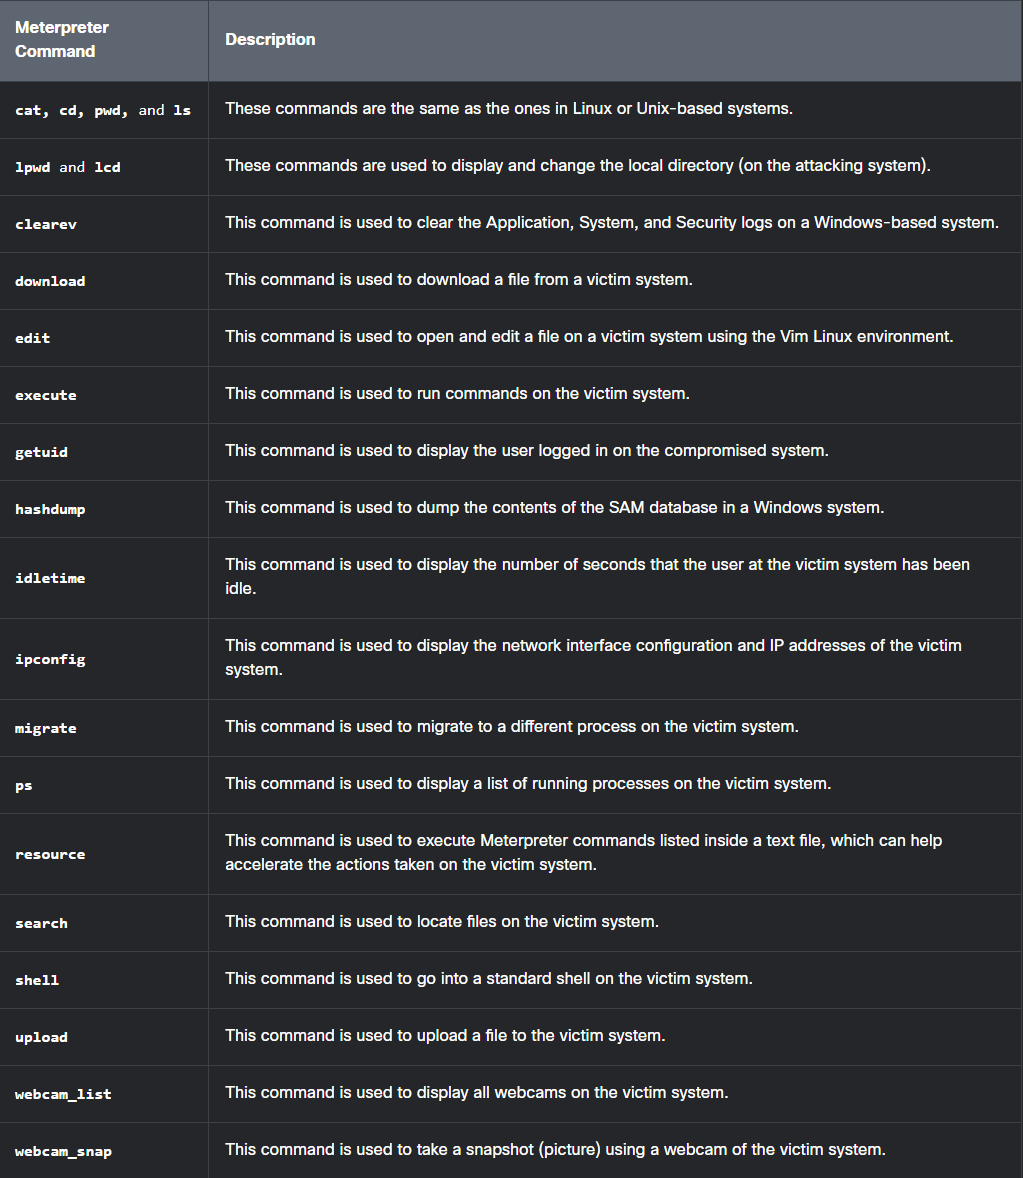 Meterpreter
Command
Description
cat, cd, pwd, and ls
These commands are the same as the ones in Linux or Unix-based systems.
lpwd and lcd
These commands are used to display and change the local directory (on the attacking system).
clearev
This command is used to clear the Application, System, and Security logs on a Windows-based system.
download
This command is used to download a file from a victim system.
edit
This command is used to open and edit a file on a victim system using the Vim Linux environment.
execute
This command is used to run commands on the victim system.
getuid
This command is used to display the user logged in on the compromised system.
hashdump
This command is used to dump the contents of the SAM database in a Windows system.
idletime
This command is used to display the number of seconds that the user at the victim system has been
idle.
ipconfig
This command is used to display the network interface configuration and IP addresses of the victim
system.
migrate
This command is used to migrate to a different process on the victim system.
ps
This command is used to display a list of running processes on the victim system.
resource
This command is used to execute Meterpreter commands listed inside a text file, which can help
accelerate the actions taken on the victim system.
search
This command is used to locate files on the victim system.
shell
This command is used to go into a standard shell on the victim system.
upload
This command is used to upload a file to the victim system.
webcam_list
This command is used to display all webcams on the victim system.
webcam_snap
This command is used to take a snapshot (picture) using a webcam of the victim system.